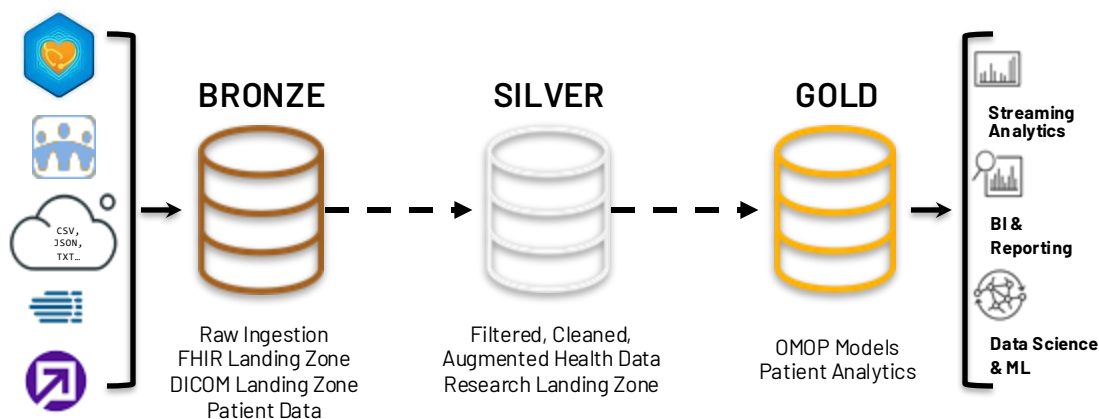 CSV,
JSON,
TXT...
BRONZE
Raw Ingestion
FHIR Landing Zone
DICOM Landing Zone
Patient Data
SILVER
Filtered, Cleaned,
Augmented Health Data
Research Landing Zone
GOLD
OMOP Models
Patient Analytics
Streaming
Analytics
BI &
Reporting
Data Science
& ML